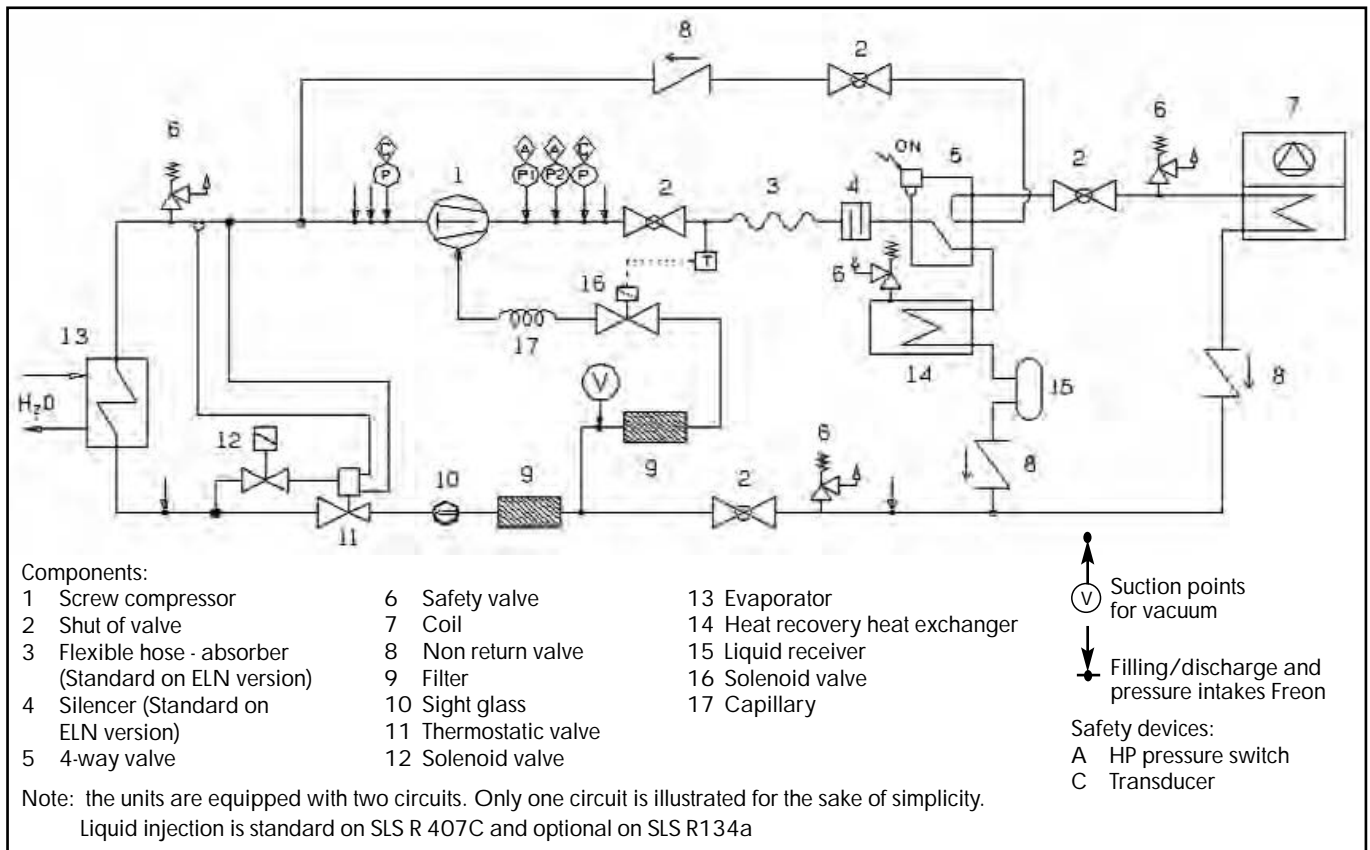 8 2
6 6 7
ON
C A A C
P P1 P2 P
1 2 3 4 5 2
T
6
16
17
13 14 15 8
V
H2O
12 6
9 8
10 9 2
11
Components:
1 Screw compressor
2 Shut of valve
3 Flexible hose - absorber
(Standard on ELN version)
4 Silencer (Standard on
ELN version)
5 4-way valve
6 Safety valve
7 Coil
8 Non return valve
9 Filter
10 Sight glass
11 Thermostatic valve
12 Solenoid valve
13 Evaporator
14 Heat recovery heat exchanger
15 Liquid receiver
16 Solenoid valve
17 Capillary
V Suction points
for vacuum
Filling/discharge and
pressure intakes Freon
Safety devices:
A HP pressure switch
C Transducer
Note: the units are equipped with two circuits. Only one circuit is illustrated for the sake of simplicity.
Liquid injection is standard on SLS R 407C and optional on SLS R134a